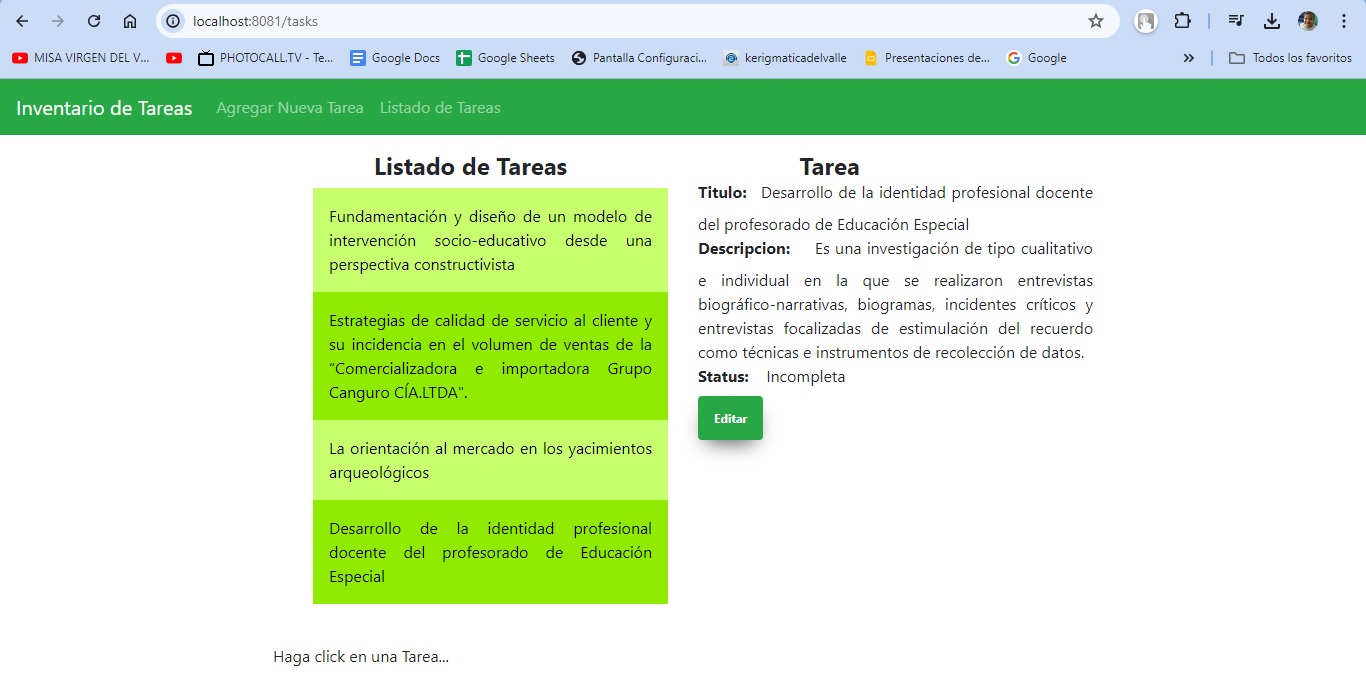 localhost:8081/tasks
MISA VIRGEN DEL V...
PHOTOCALL.TV - Te...
Google Docs
Google Sheets
Pantalla Configuraci...
kerigmaticadelvalle
Presentaciones de...
Google
Todos los favoritos
Inventario de Tareas
Agregar Nueva Tarea
Listado de Tareas
Listado de Tareas
Fundamentación y diseño de un modelo de
intervención socio-educativo desde una
perspectiva constructivista
Estrategias de calidad de servicio al cliente y
su incidencia en el volumen de ventas de la
“Comercializadora e importadora Grupo
Canguro CÍA.LTDA".
La orientación al mercado en los yacimientos
arqueológicos
Desarrollo de la identidad profesional
docente del profesorado de Educación
Especial
Tarea
Titulo: Desarrollo de la identidad profesional docente
del profesorado de Educación Especial
Descripcion: Es una investigación de tipo cualitativo
e individual en la que se realizaron entrevistas
biográfico-narrativas, biogramas, incidentes críticos y
entrevistas focalizadas de estimulación del recuerdo
como técnicas e instrumentos de recolección de datos.
Status: Incompleta
Editar
Haga click en una Tarea...